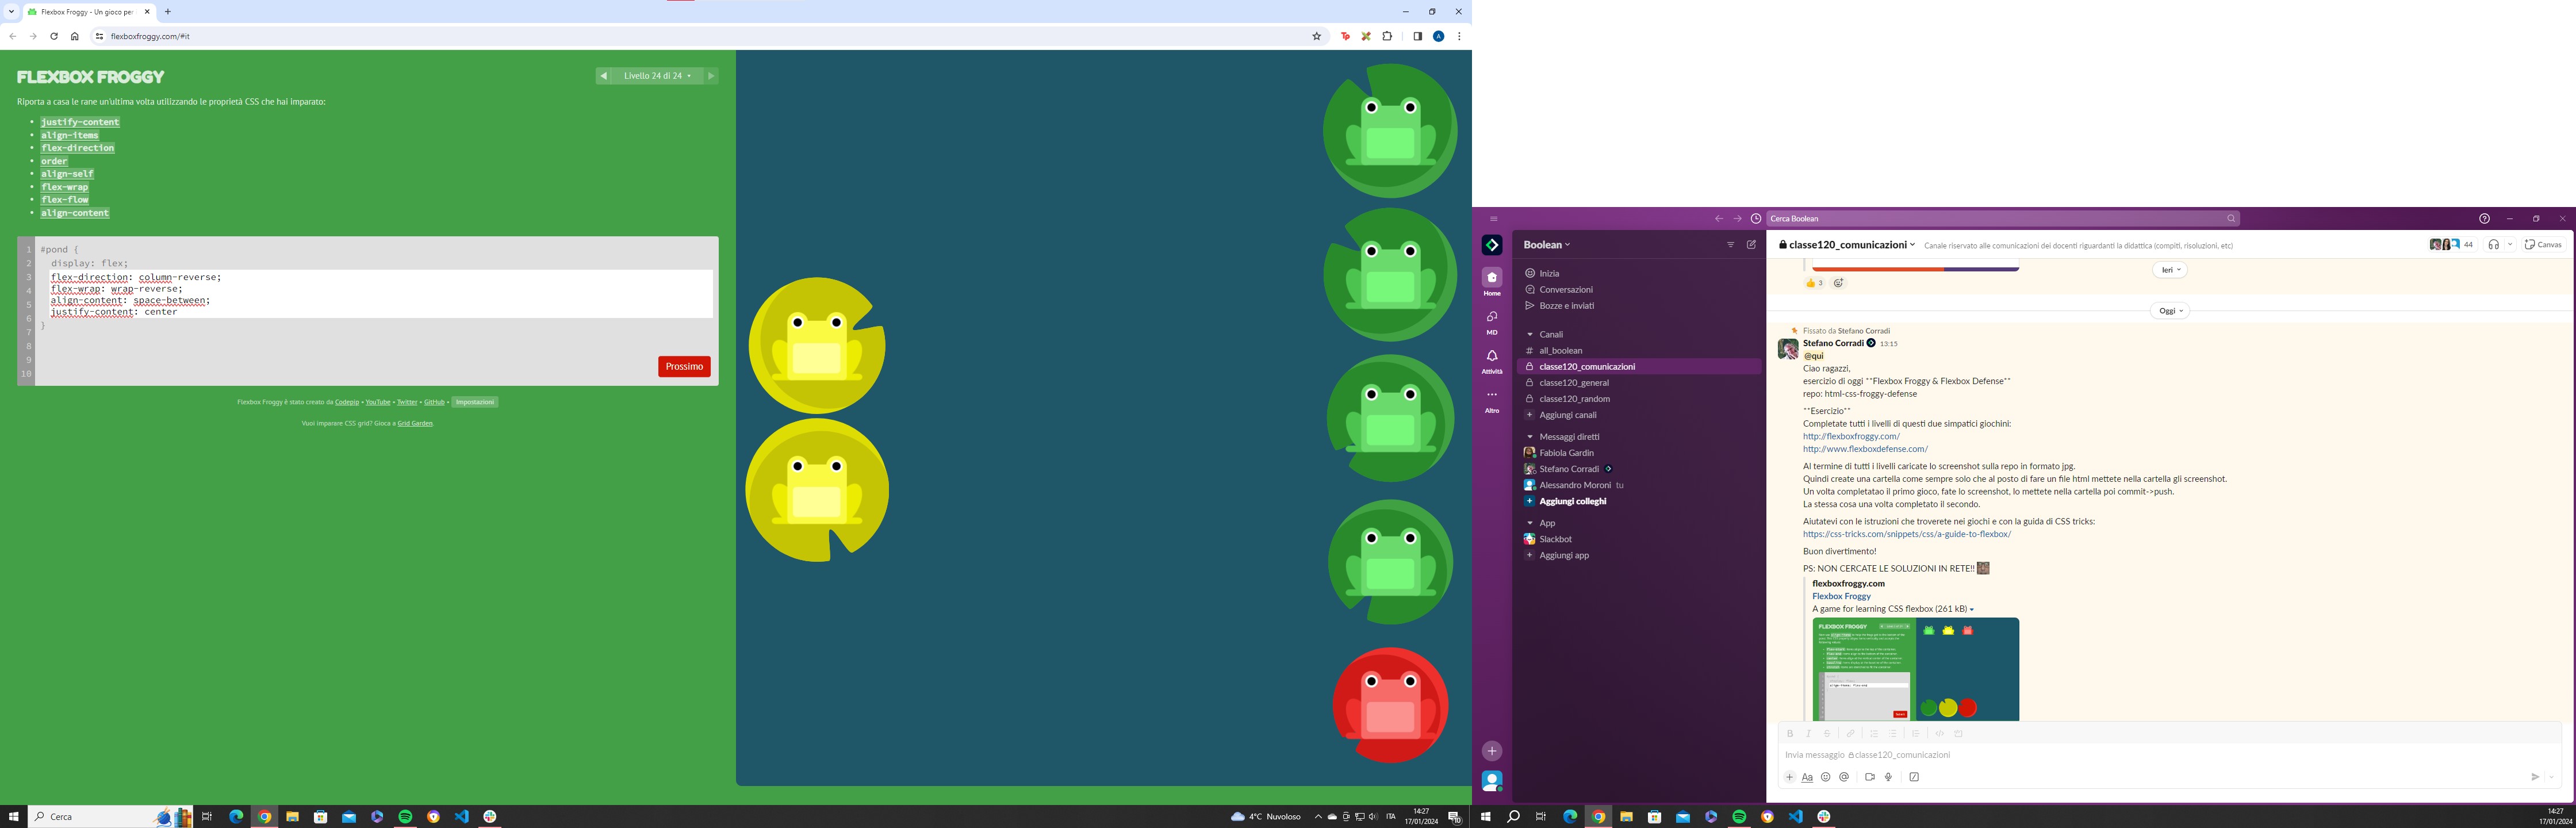 Flexbox Froggy - Un gioco per
flexboxfroggy.com/#it
FLEXBOX FROGGY
Livello 24 di 24
Riporta a casa le rane un'ultima volta utilizzando le proprietà CSS che hai imparato:
justify-content
align-items
flex-direction
order
align-self
flex-wrap
flex-flow
align-content
1 #pond {
2 display: flex;
3 flex-direction: column-reverse;
4 flex-wrap: wrap-reverse;
5 align-content: space-between;
6 justify-content: center
7 }
8
9
10
Prossimo
Flexbox Froggy è stato creato da Codepip • YouTube • Twitter • GitHub • Impostazioni
Vuoi imparare CSS grid? Gioca a Grid Garden.
Cerca
4°C Nuvoloso
ITA
14:27
17/01/2024
Cerca Boolean
Home
MD
Attività
Altro
Boolean
Inizia
Conversazioni
Bozze e inviati
Canali
# all_boolean
classe120_comunicazioni
classe120_general
classe120_random
Aggiungi canali
Messaggi diretti
Fabiola Gardin
Stefano Corradi
Alessandro Moroni tu
Aggiungi colleghi
App
Slackbot
Aggiungi app
classe120_comunicazioni
Canale riservato alle comunicazioni dei docenti riguardanti la didattica (compiti, risoluzioni, etc)
44
Canvas
Ieri
3
Oggi
Fissato da Stefano Corradi
Stefano Corradi 13:15
@qui
Ciao ragazzi,
esercizio di oggi **Flexbox Froggy & Flexbox Defense**
repo: html-css-froggy-defense
**Esercizio**
Completate tutti i livelli di questi due simpatici giochini:
http://flexboxfroggy.com/
http://www.flexboxdefense.com/
Al termine di tutti i livelli caricate lo screenshot sulla repo in formato jpg.
Quindi create una cartella come sempre solo che al posto di fare un file html mettete nella cartella gli screenshot.
Un volta completatao il primo gioco, fate lo screenshot, lo mettete nella cartella poi commit->push.
La stessa cosa una volta completato il secondo.
Aiutatevi con le istruzioni che troverete nei giochi e con la guida di CSS tricks:
https://css-tricks.com/snippets/css/a-guide-to-flexbox/
Buon divertimento!
PS: NON CERCATE LE SOLUZIONI IN RETE!!
flexboxfroggy.com
Flexbox Froggy
A game for learning CSS flexbox (261 kB)
FLEXBOX FROGGY
Invia messaggio classe120_comunicazioni
14:27
17/01/2024